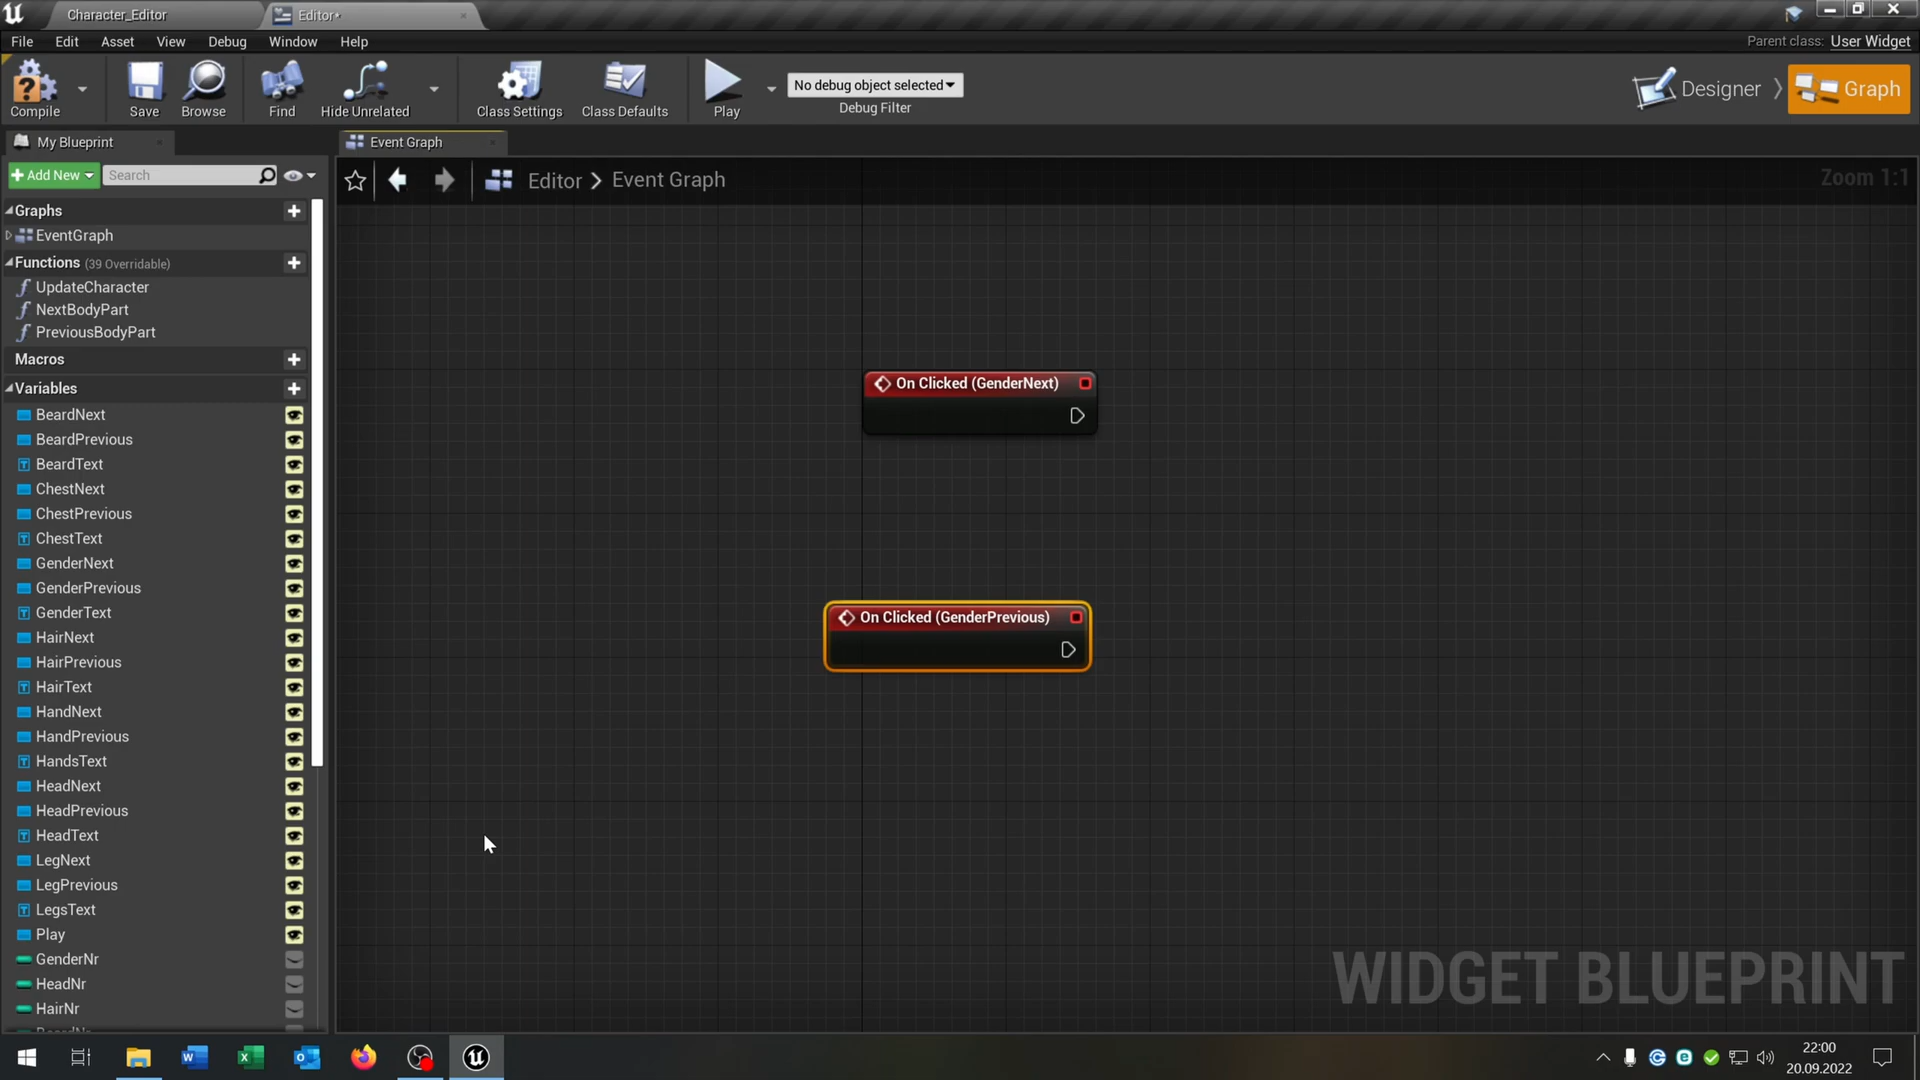 Character_Editor
Editor*
File Edit Asset View Debug Window Help
Parent class: User Widget
Compile
Save
Browse
Find
Hide Unrelated
Class Settings
Class Defaults
Play
No debug object selected
Debug Filter
Designer
Graph
My Blueprint
Event Graph
Add New
Search
Editor > Event Graph
Zoom 1:1
Graphs
EventGraph
Functions (39 Overridable)
UpdateCharacter
NextBodyPart
PreviousBodyPart
Macros
Variables
BeardNext
BeardPrevious
BeardText
ChestNext
ChestPrevious
ChestText
GenderNext
GenderPrevious
GenderText
HairNext
HairPrevious
HairText
HandNext
HandPrevious
HandsText
HeadNext
HeadPrevious
HeadText
LegNext
LegPrevious
LegsText
Play
GenderNr
HeadNr
HairNr
On Clicked (GenderNext)
On Clicked (GenderPrevious)
WIDGET BLUEPRINT
22:00
20.09.2022